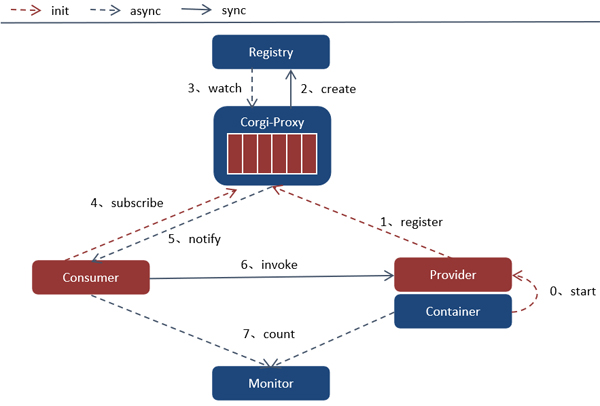 init async sync
Registry
3、watch 2、create
Corgi-Proxy
4、subscribe
1、register
5、notify
6、invoke
Consumer
Provider
0、start
Container
7、count
Monitor